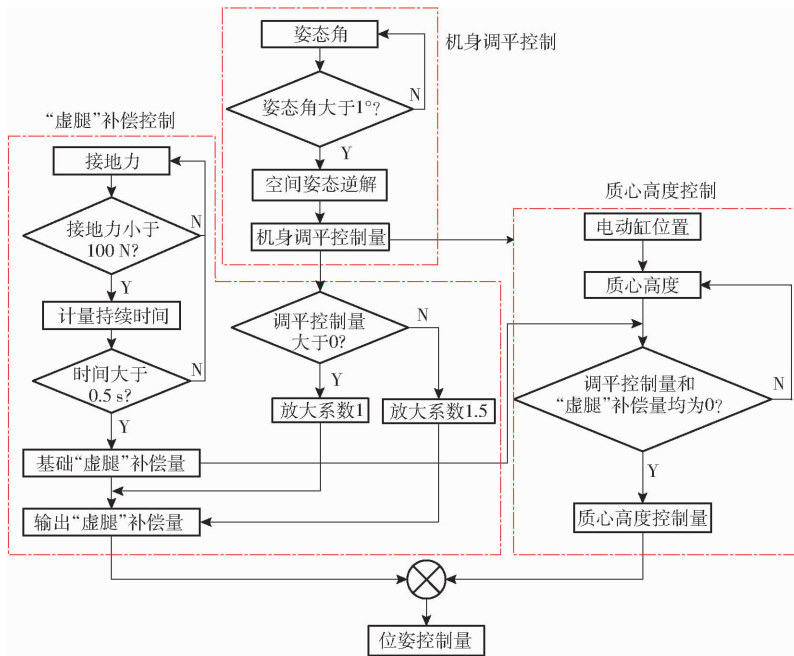 姿态角
机身调平控制
姿态角大于1°?
N
Y
空间姿态逆解
机身调平控制量
“虚腿”补偿控制
接地力
接地力小于
100 N?
N
Y
计量持续时间
时间大于
0.5 s?
N
Y
基础“虚腿”补偿量
输出“虚腿”补偿量
调平控制量
大于0?
N
Y
放大系数1
放大系数1.5
质心高度控制
电动缸位置
质心高度
调平控制量和
“虚腿”补偿量均为0?
N
Y
质心高度控制量
位姿控制量